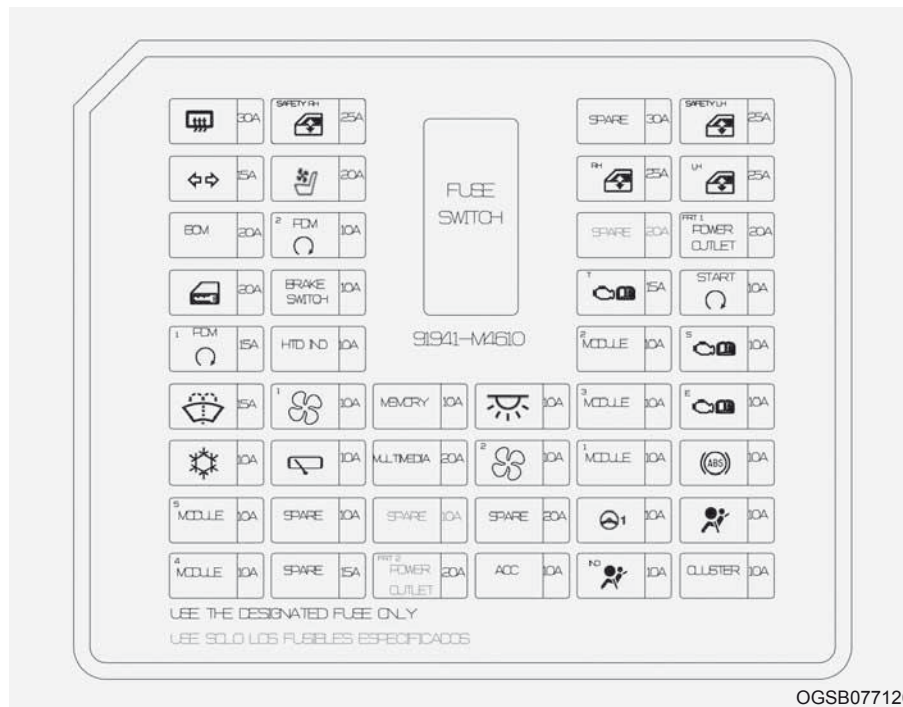 30A SAFETY RH 25A SPARE 30A SAFETY LH 25A
15A 20A RH 25A LH 25A
FUSE
SWITCH
BCM 20A 2 PDM 10A SPARE 20A PRT 1 POWER OUTLET 20A
20A BRAKE SWITCH 10A T 15A START 10A
1 PDM 15A HTD IND 10A 91941-M4610 2 MODULE 10A S 10A
15A 1 10A MEMORY 10A 10A 3 MODULE 10A E 10A
10A 10A MULTIMEDIA 20A 2 10A 1 MODULE 10A ABS 10A
5 MODULE 10A SPARE 10A SPARE 10A SPARE 20A 1 10A 10A
4 MODULE 10A SPARE 15A PRT 2 POWER OUTLET 20A ACC 10A IND 10A CLUSTER 10A
USE THE DESIGNATED FUSE ONLY
USE SOLO LOS FUSIBLES ESPECIFICADOS